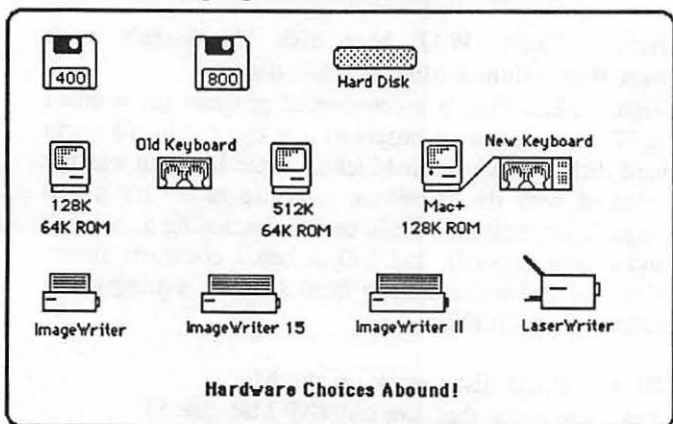 400
800
Hard Disk
Old Keyboard
New Keyboard
128K
64K ROM
512K
64K ROM
Mac+
128K ROM
ImageWriter
ImageWriter 15
ImageWriter II
LaserWriter
Hardware Choices Abound!